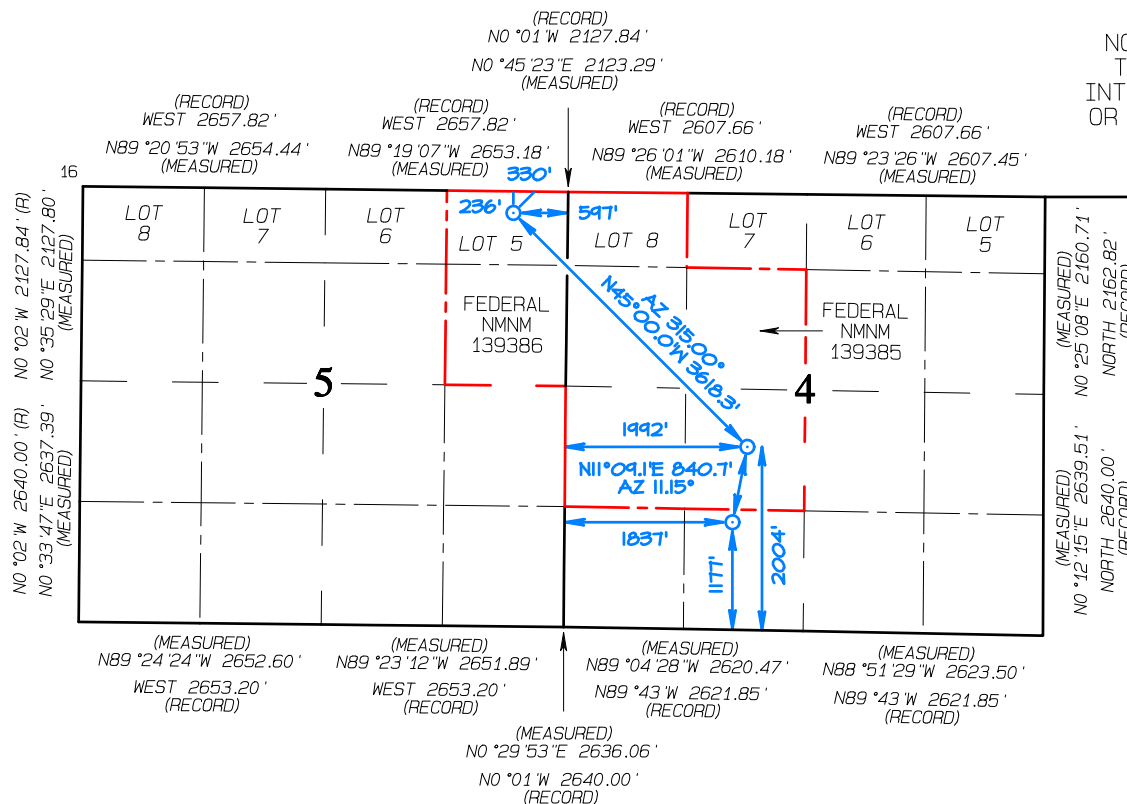 (RECORD)
N0°01'W 2127.84'
N0°45'23"E 2123.29'
(MEASURED)
NO
T
INT
OR
(RECORD)
WEST 2657.82'
N89°20'53"W 2654.44'
(MEASURED)
(RECORD)
WEST 2657.82'
N89°19'07"W 2653.18'
(MEASURED)
(RECORD)
WEST 2607.66'
N89°26'01"W 2610.18'
(MEASURED)
(RECORD)
WEST 2607.66'
N89°23'26"W 2607.45'
(MEASURED)
16
330'
236'
597'
LOT
8
LOT
7
LOT
6
LOT 5
LOT 8
LOT
7
LOT
6
LOT
5
N0°02'W 2127.84' (R)
N0°35'29"E 2127.80'
(MEASURED)
FEDERAL
NMNM
139386
AZ 315.00°
N45°00.0'W 3618.3'
FEDERAL
NMNM
139385
(MEASURED)
N0°25'08"E 2160.71'
NORTH 2162.82'
(RECORD)
5
4
N0°02'W 2640.00' (R)
N0°33'47"E 2637.39'
(MEASURED)
1992'
N11°09.1'E 840.7'
AZ 11.15°
1837'
1177'
2004'
(MEASURED)
N0°12'15"E 2639.51'
NORTH 2640.00'
(RECORD)
(MEASURED)
N89°24'24"W 2652.60'
WEST 2653.20'
(RECORD)
(MEASURED)
N89°23'12"W 2651.89'
WEST 2653.20'
(RECORD)
(MEASURED)
N89°04'28"W 2620.47'
N89°43'W 2621.85'
(RECORD)
(MEASURED)
N88°51'29"W 2623.50'
N89°43'W 2621.85'
(RECORD)
(MEASURED)
N0°29'53"E 2636.06'
N0°01'W 2640.00'
(RECORD)